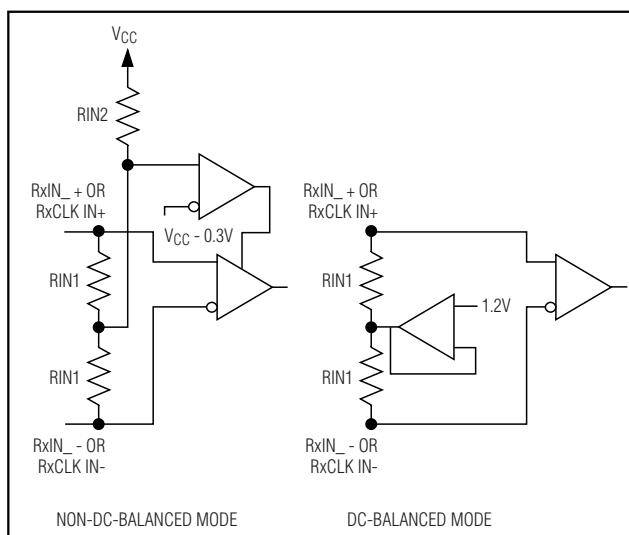 VCC
RIN2
RxIN_ + OR
RxCLK IN+
VCC - 0.3V
RIN1
RIN1
RxIN_ - OR
RxCLK IN-
NON-DC-BALANCED MODE
RxIN_ + OR
RxCLK IN+
RIN1
1.2V
RIN1
RxIN_ - OR
RxCLK IN-
DC-BALANCED MODE